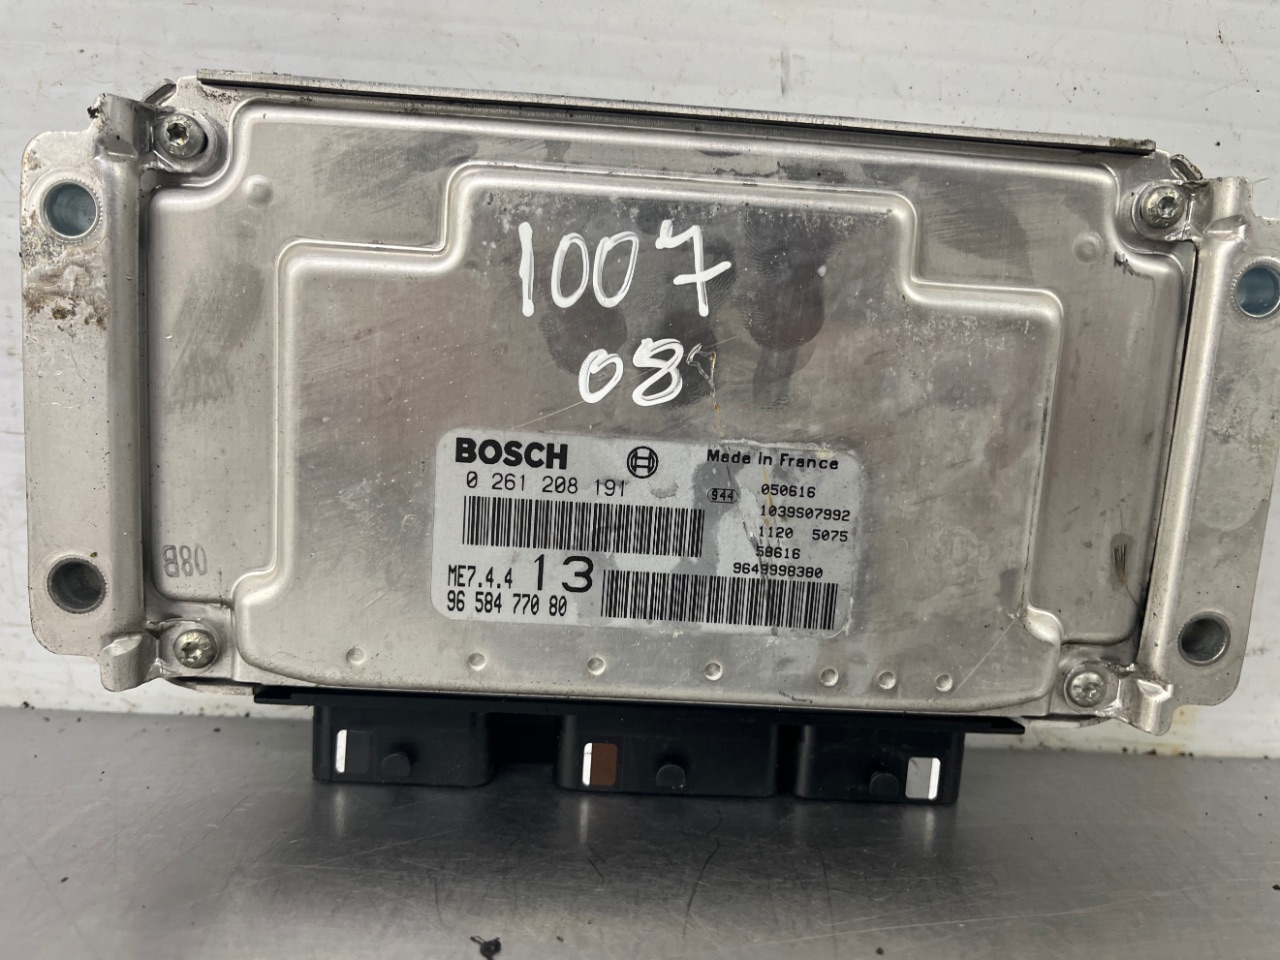 1007
08
BOSCH
Made in France
0 261 208 191
944
050616
1039S07992
1120 5075
58616
9649998380
ME7.4.4 13
96 584 770 80
08B